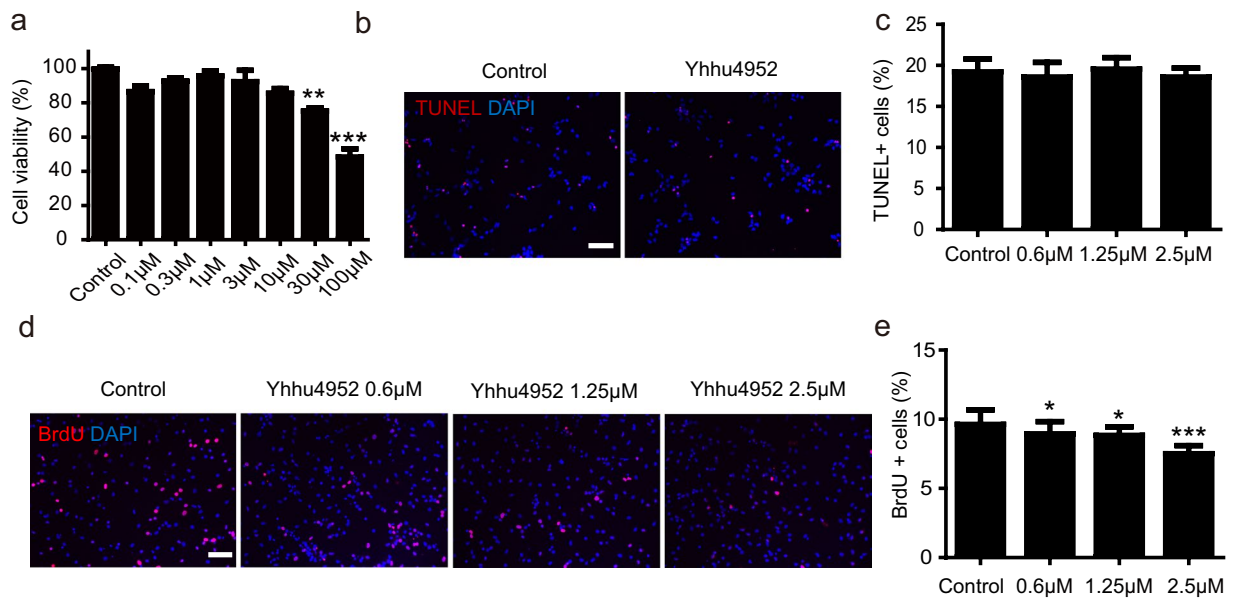 a
Cell viability (%)
100
80
60
40
20
0
**
***
Control
0.1μM
0.3μM
1μM
3μM
10μM
30μM
100μM
b
Control
Yhhu4952
TUNEL DAPI
c
TUNEL+ cells (%)
25
20
15
10
5
0
Control 0.6μM 1.25μM 2.5μM
d
Control
Yhhu4952 0.6μM
Yhhu4952 1.25μM
Yhhu4952 2.5μM
BrdU DAPI
e
BrdU + cells (%)
15
10
5
0
*
*
***
Control 0.6μM 1.25μM 2.5μM